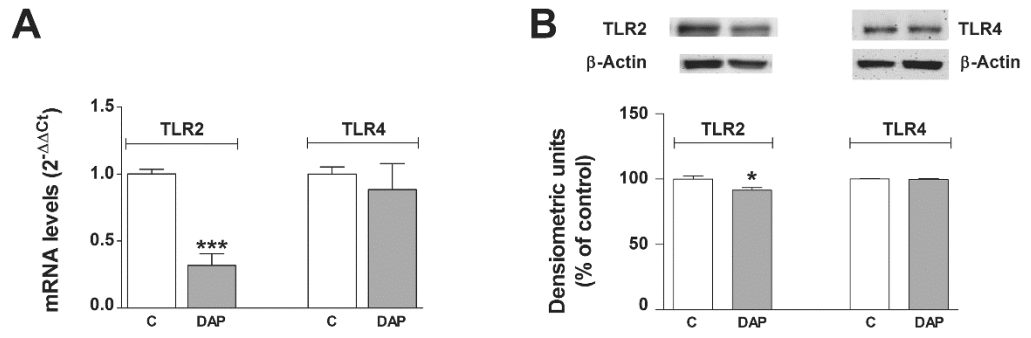 A
mRNA levels (2-ΔΔCt)
1.5
1.0
0.5
0.0
TLR2
TLR4
***
C
DAP
C
DAP
B
TLR2
TLR4
β-Actin
β-Actin
Densiometric units
(% of control)
150
100
50
0
TLR2
TLR4
*
C
DAP
C
DAP